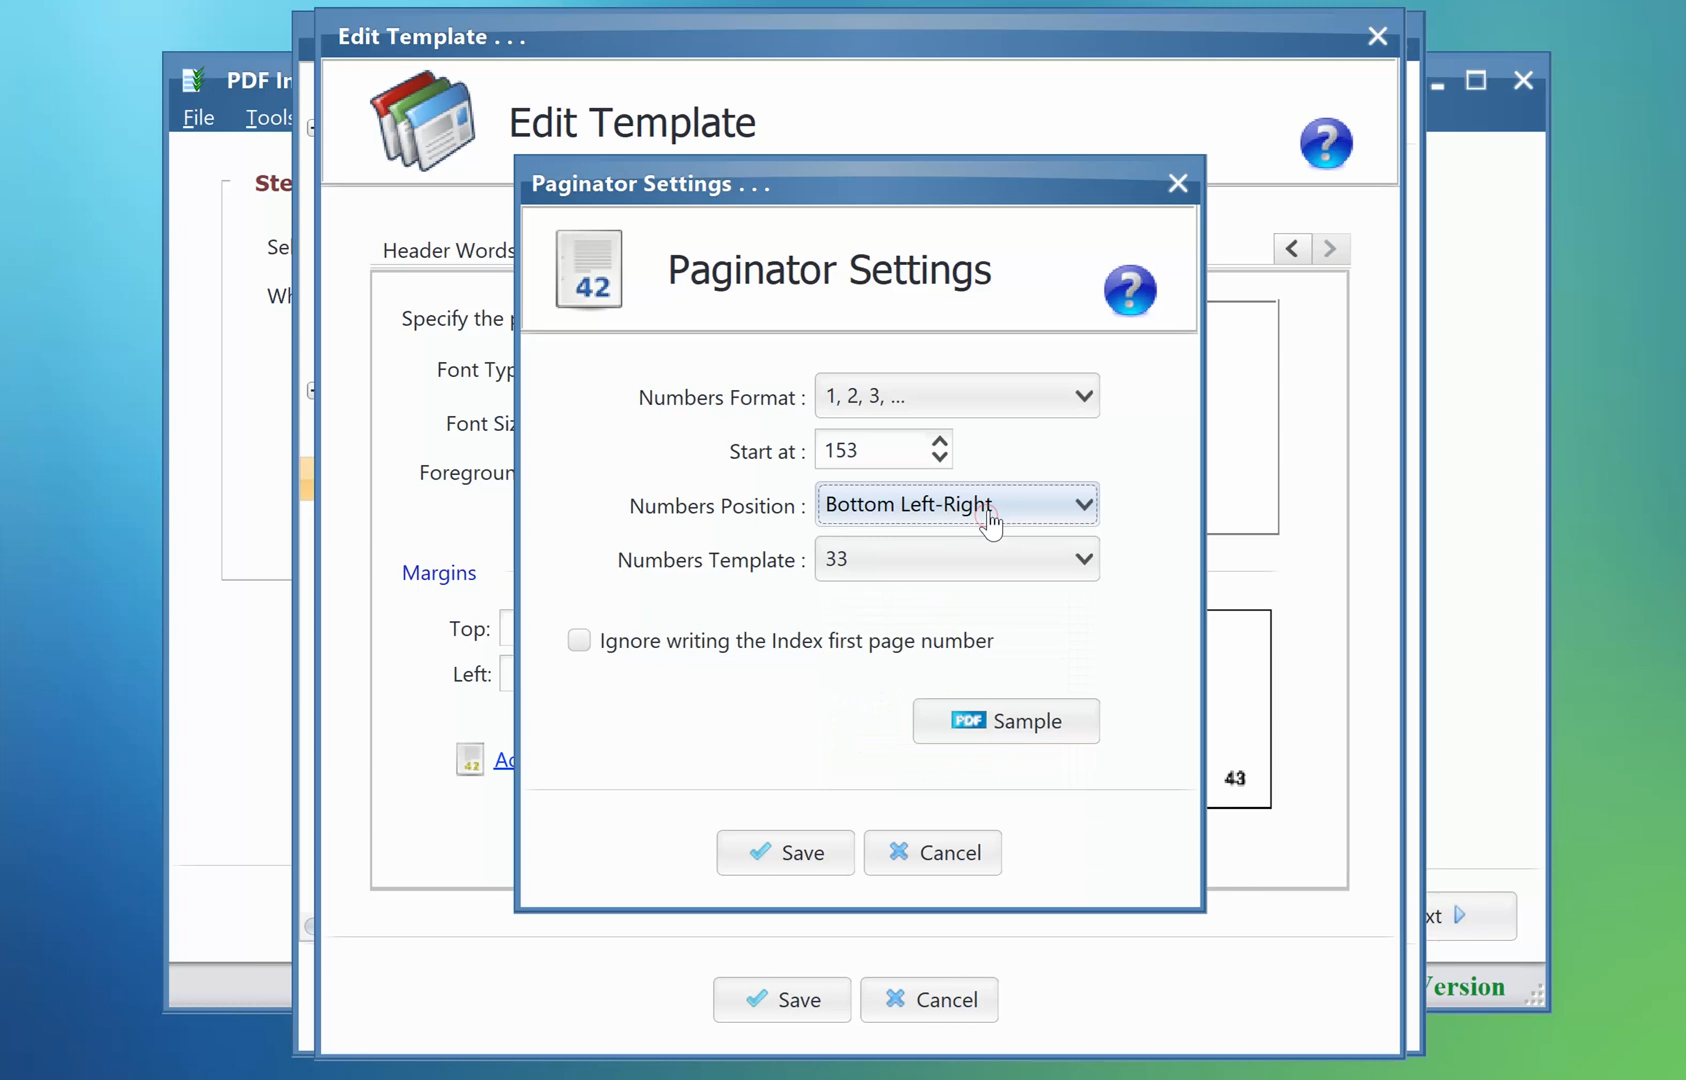 Edit Template . . .
PDF In
File Tools
Edit Template
Paginator Settings . . .
Ste
42
Paginator Settings
Sel
Header Words
Wh
Specify the
Font Typ
Numbers Format : 1, 2, 3, ...
Font Siz
Start at : 153
Foregroun
Numbers Position : Bottom Left-Right
Numbers Template : 33
Margins
Top:
Ignore writing the Index first page number
Left:
PDF Sample
42
43
Save
Cancel
xt
Version
Save
Cancel